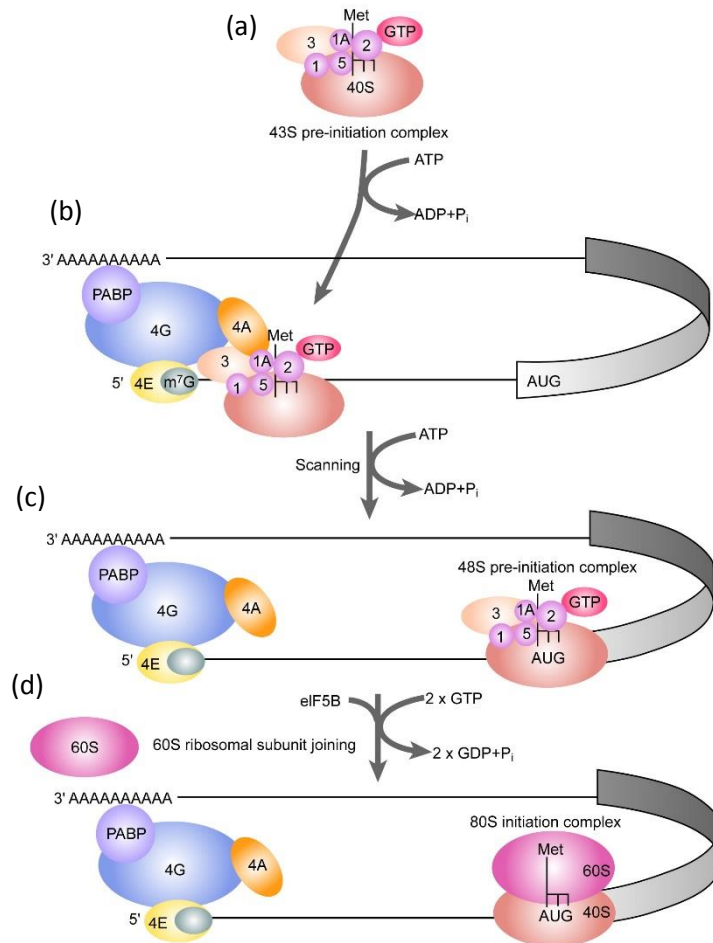 (a)
Met
GTP
3
1A
2
1
5
40S
43S pre-initiation complex
ATP
ADP+Pi
(b)
3' AAAAAAAAAA
PABP
4G
4A
Met
GTP
3
1A
2
1
5
5'
4E
m⁷G
AUG
Scanning
ATP
ADP+Pi
(c)
3' AAAAAAAAAA
PABP
4G
4A
48S pre-initiation complex
Met
GTP
3
1A
2
1
5
AUG
5'
4E
(d)
60S
60S ribosomal subunit joining
eIF5B
2 x GTP
2 x GDP+Pi
3' AAAAAAAAAA
PABP
4G
4A
80S initiation complex
Met
60S
AUG
40S
5'
4E